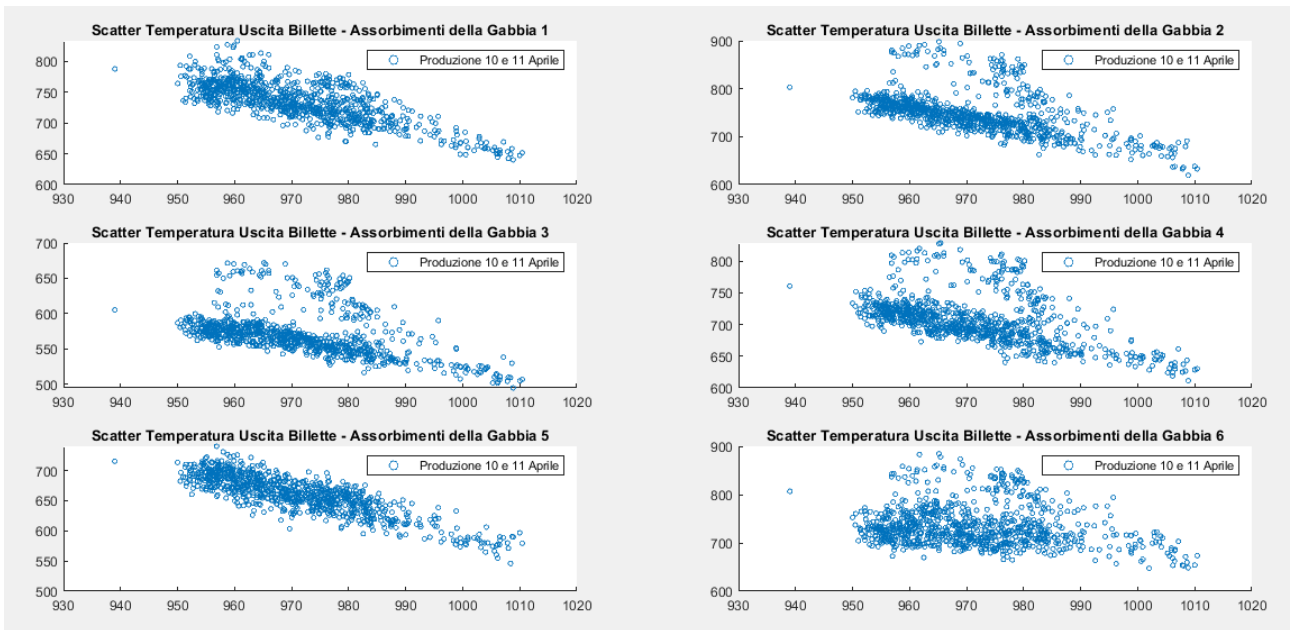 Scatter Temperatura Uscita Billette - Assorbimenti della Gabbia 1
Produzione 10 e 11 Aprile
800
750
700
650
600
930 940 950 960 970 980 990 1000 1010 1020
Scatter Temperatura Uscita Billette - Assorbimenti della Gabbia 2
Produzione 10 e 11 Aprile
900
800
700
600
930 940 950 960 970 980 990 1000 1010 1020
Scatter Temperatura Uscita Billette - Assorbimenti della Gabbia 3
Produzione 10 e 11 Aprile
700
650
600
550
500
930 940 950 960 970 980 990 1000 1010 1020
Scatter Temperatura Uscita Billette - Assorbimenti della Gabbia 4
Produzione 10 e 11 Aprile
800
750
700
650
600
930 940 950 960 970 980 990 1000 1010 1020
Scatter Temperatura Uscita Billette - Assorbimenti della Gabbia 5
Produzione 10 e 11 Aprile
700
650
600
550
500
930 940 950 960 970 980 990 1000 1010 1020
Scatter Temperatura Uscita Billette - Assorbimenti della Gabbia 6
Produzione 10 e 11 Aprile
900
800
700
600
930 940 950 960 970 980 990 1000 1010 1020